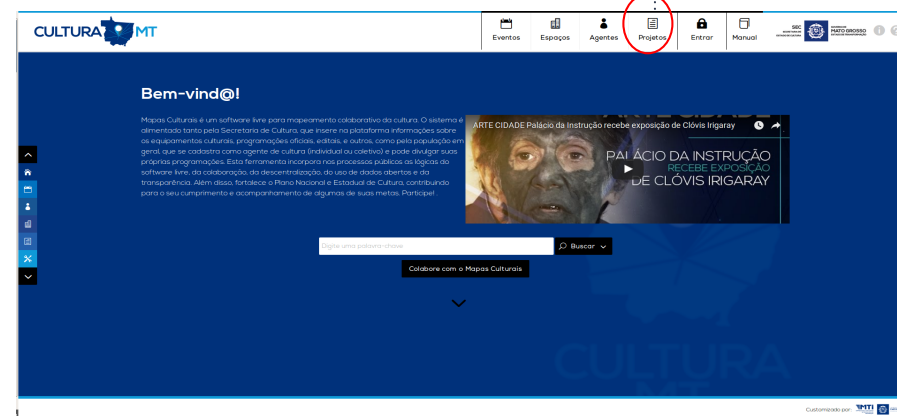 CULTURA MT
Eventos
Espaços
Agentes
Projetos
Entrar
Manual
SEC
MATO GROSSO
Bem-vind@!
Mapas Culturais é um software livre para mapeamento colaborativo da cultura. O sistema é
alimentado tanto pela Secretaria de Cultura, que insere na plataforma informações sobre
os equipamentos culturais, programações oficiais, editais, e outros, como pela população em
geral, que se cadastra como agente de cultura (individual ou coletivo) e pode divulgar suas
próprias programações. Esta ferramenta incorpora nos processos públicos as lógicas do
software livre, da colaboração, da descentralização, do uso de dados abertos e da
transparência. Além disso, fortalece o Plano Nacional e Estadual de Cultura, contribuindo
para o seu cumprimento e acompanhamento de algumas de suas metas. Participe! .
ARTE CIDADE Palácio da Instrução recebe exposição de Clóvis Irigaray
ARTE CIDADE
PALÁCIO DA INSTRUÇÃO
RECEBE EXPOSIÇÃO
DE CLÓVIS IRIGARAY
Digite uma palavra-chave
Buscar
Colabore com o Mapas Culturais
CULTURA
MT
Customizado por:
MTI